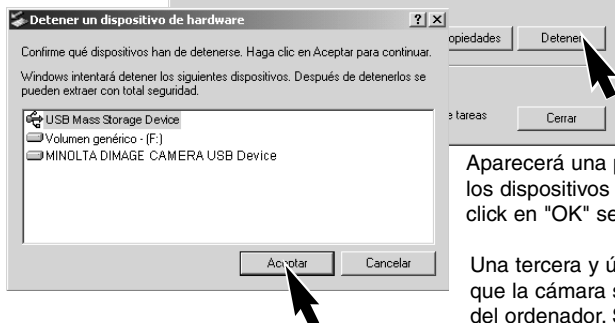 Detener un dispositivo de hardware
Confirme qué dispositivos han de detenerse. Haga clic en Aceptar para continuar.
Windows intentará detener los siguientes dispositivos. Después de detenerlos se
pueden extraer con total seguridad.
USB Mass Storage Device
Volumen genérico - (F:)
MINOLTA DIMAGE CAMERA USB Device
Aceptar
Cancelar
opiedades
Detener
e tareas
Cerrar
Aparecerá una p
los dispositivos
click en "OK" se
Una tercera y ú
que la cámara s
del ordenador. S